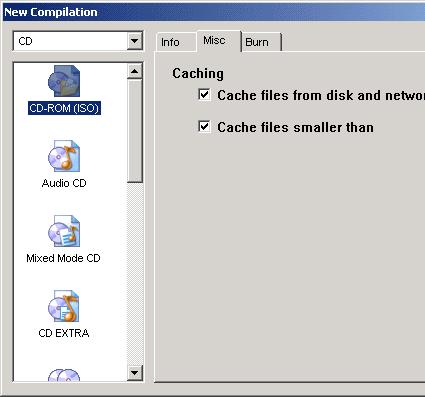 New Compilation
CD
Info Misc Burn
Caching
Cache files from disk and netwo
Cache files smaller than
CD-ROM (ISO)
Audio CD
Mixed Mode CD
CD EXTRA